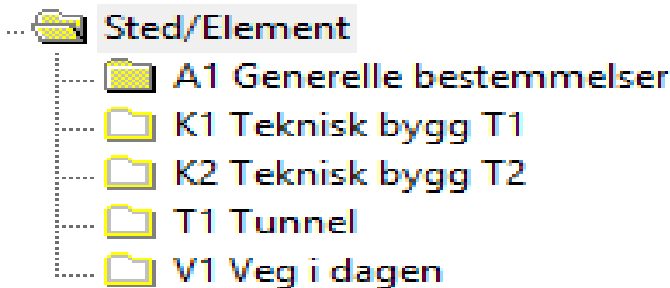 Sted/Element
A1 Generelle bestemmelser
K1 Teknisk bygg T1
K2 Teknisk bygg T2
T1 Tunnel
V1 Veg i dagen